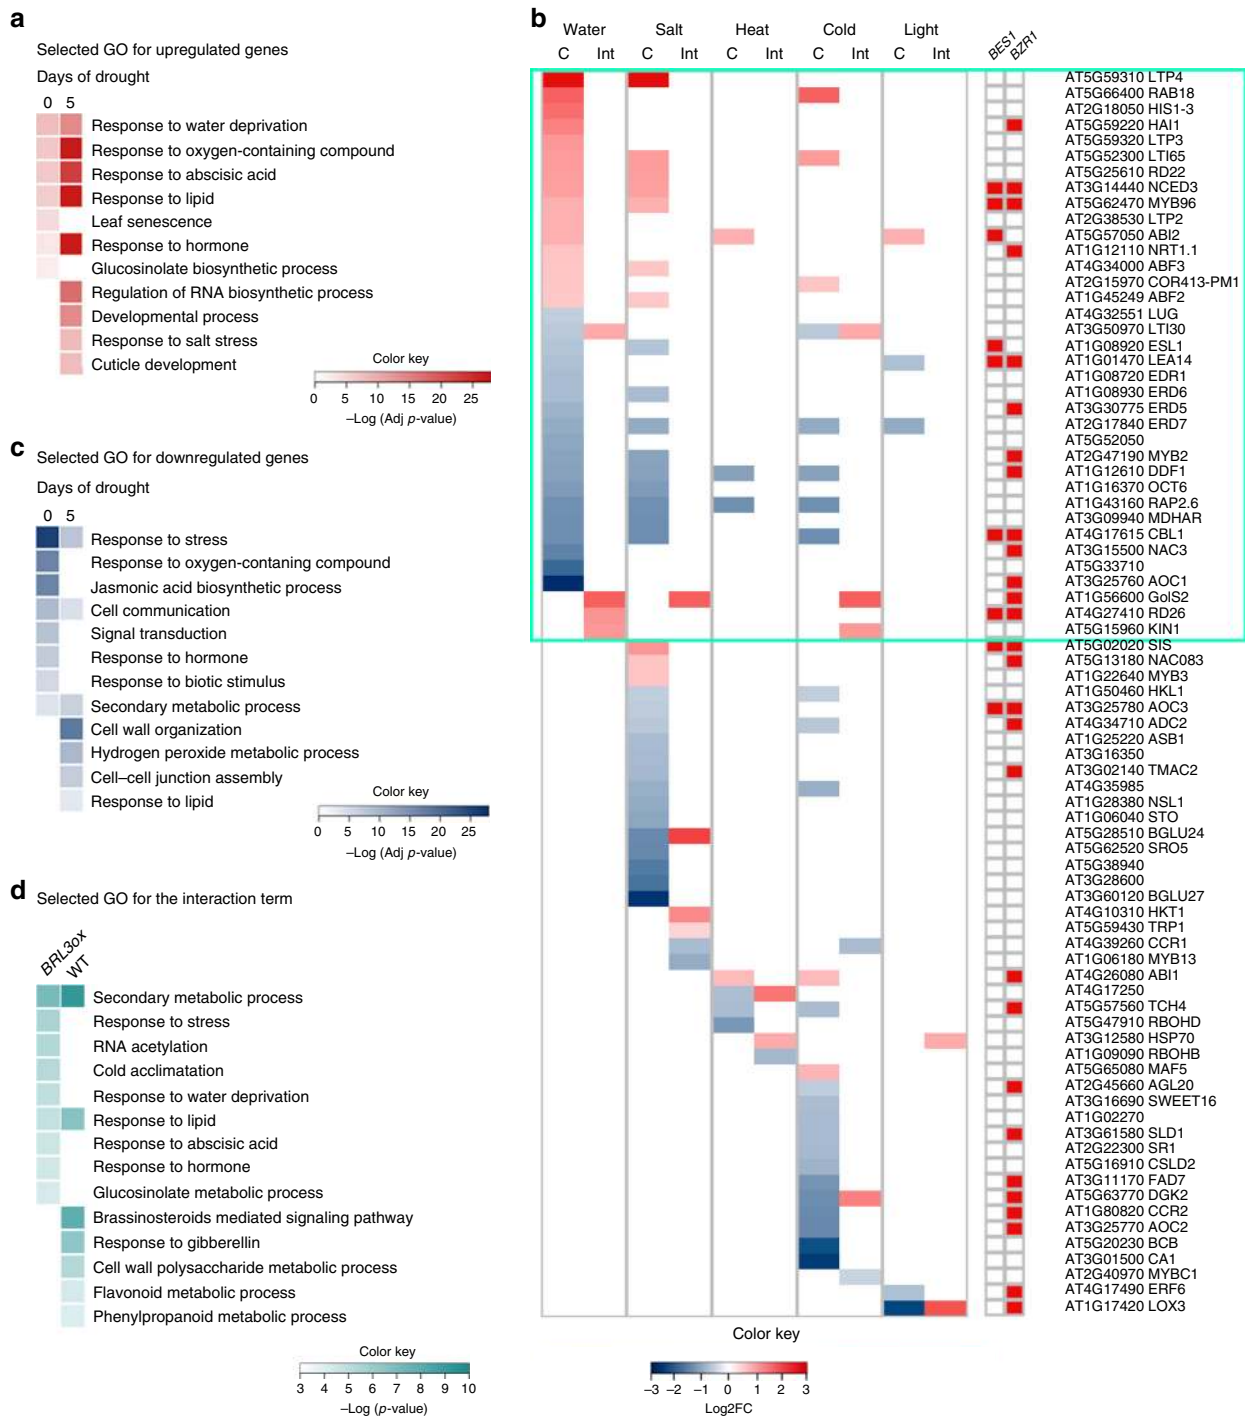 a
Selected GO for upregulated genes
Days of drought
0 5
Response to water deprivation
Response to oxygen-containing compound
Response to abscisic acid
Response to lipid
Leaf senescence
Response to hormone
Glucosinolate biosynthetic process
Regulation of RNA biosynthetic process
Developmental process
Response to salt stress
Cuticle development
Color key
0 5 10 15 20 25
–Log (Adj p-value)
c
Selected GO for downregulated genes
Days of drought
0 5
Response to stress
Response to oxygen-contaning compound
Jasmonic acid biosynthetic process
Cell communication
Signal transduction
Response to hormone
Response to biotic stimulus
Secondary metabolic process
Cell wall organization
Hydrogen peroxide metabolic process
Cell–cell junction assembly
Response to lipid
Color key
0 5 10 15 20 25
–Log (Adj p-value)
d
Selected GO for the interaction term
BRL3ox
WT
Secondary metabolic process
Response to stress
RNA acetylation
Cold acclimatation
Response to water deprivation
Response to lipid
Response to abscisic acid
Response to hormone
Glucosinolate metabolic process
Brassinosteroids mediated signaling pathway
Response to gibberellin
Cell wall polysaccharide metabolic process
Flavonoid metabolic process
Phenylpropanoid metabolic process
Color key
3 4 5 6 7 8 9 10
–Log (p-value)
b
Water Salt Heat Cold Light
C Int C Int C Int C Int C Int
BES1
BZR1
AT5G59310 LTP4
AT5G66400 RAB18
AT2G18050 HIS1-3
AT5G59220 HAI1
AT5G59320 LTP3
AT5G52300 LTI65
AT5G25610 RD22
AT3G14440 NCED3
AT5G62470 MYB96
AT2G38530 LTP2
AT5G57050 ABI2
AT1G12110 NRT1.1
AT4G34000 ABF3
AT2G15970 COR413-PM1
AT1G45249 ABF2
AT4G32551 LUG
AT3G50970 LTI30
AT1G08920 ESL1
AT1G01470 LEA14
AT1G08720 EDR1
AT1G08930 ERD6
AT3G30775 ERD5
AT2G17840 ERD7
AT5G52050
AT2G47190 MYB2
AT1G12610 DDF1
AT1G16370 OCT6
AT1G43160 RAP2.6
AT3G09940 MDHAR
AT4G17615 CBL1
AT3G15500 NAC3
AT5G33710
AT3G25760 AOC1
AT1G56600 GolS2
AT4G27410 RD26
AT5G15960 KIN1
AT5G02020 SIS
AT5G13180 NAC083
AT1G22640 MYB3
AT1G50460 HKL1
AT3G25780 AOC3
AT4G34710 ADC2
AT1G25220 ASB1
AT3G16350
AT3G02140 TMAC2
AT4G35985
AT1G28380 NSL1
AT1G06040 STO
AT5G28510 BGLU24
AT5G62520 SRO5
AT5G38940
AT3G28600
AT3G60120 BGLU27
AT4G10310 HKT1
AT5G59430 TRP1
AT4G39260 CCR1
AT1G06180 MYB13
AT4G26080 ABI1
AT4G17250
AT5G57560 TCH4
AT5G47910 RBOHD
AT3G12580 HSP70
AT1G09090 RBOHB
AT5G65080 MAF5
AT2G45660 AGL20
AT3G16690 SWEET16
AT1G02270
AT3G61580 SLD1
AT2G22300 SR1
AT5G16910 CSLD2
AT3G11170 FAD7
AT5G63770 DGK2
AT1G80820 CCR2
AT3G25770 AOC2
AT5G20230 BCB
AT3G01500 CA1
AT2G40970 MYBC1
AT4G17490 ERF6
AT1G17420 LOX3
Color key
–3 –2 –1 0 1 2 3
Log2FC